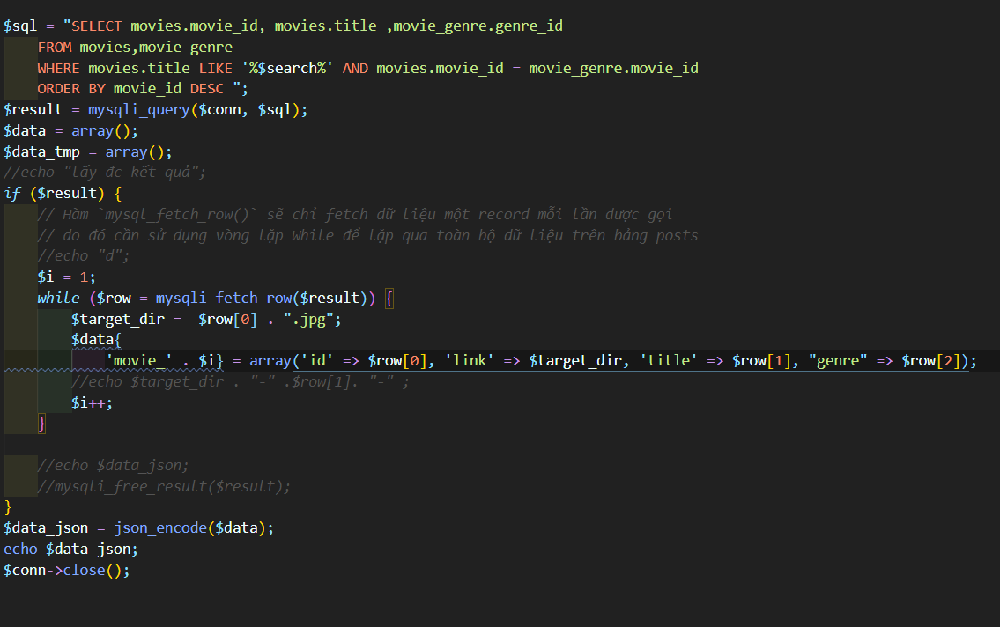 $sql = "SELECT movies.movie_id, movies.title ,movie_genre.genre_id
FROM movies,movie_genre
WHERE movies.title LIKE '%$search%' AND movies.movie_id = movie_genre.movie_id
ORDER BY movie_id DESC ";
$result = mysqli_query($conn, $sql);
$data = array();
$data_tmp = array();
//echo "lấy đc kết quả";
if ($result) {
// Hàm `mysql_fetch_row()` sẽ chỉ fetch dữ liệu một record mỗi lần được gọi
// do đó cần sử dụng vòng lặp While để lặp qua toàn bộ dữ liệu trên bảng posts
//echo "d";
$i = 1;
while ($row = mysqli_fetch_row($result)) {
$target_dir =  $row[0] . ".jpg";
$data{
'movie_' . $i} = array('id' => $row[0], 'link' => $target_dir, 'title' => $row[1], "genre" => $row[2]);
//echo $target_dir . "-" .$row[1]. "-" ;
$i++;
}
//echo $data_json;
//mysqli_free_result($result);
}
$data_json = json_encode($data);
echo $data_json;
$conn->close();